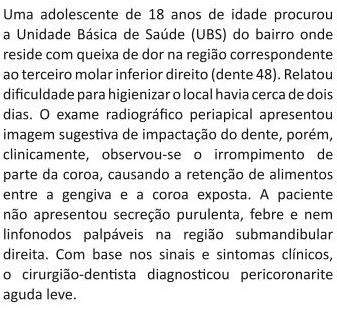 Uma adolescente de 18 anos de idade procurou
a Unidade Básica de Saúde (UBS) do bairro onde
reside com queixa de dor na região correspondente
ao terceiro molar inferior direito (dente 48). Relatou
dificuldade para higienizar o local havia cerca de dois
dias. O exame radiográfico periapical apresentou
imagem sugestiva de impactação do dente, porém,
clinicamente, observou-se o irrompimento de
parte da coroa, causando a retenção de alimentos
entre a gengiva e a coroa exposta. A paciente
não apresentou secreção purulenta, febre e nem
linfonodos palpáveis na região submandibular
direita. Com base nos sinais e sintomas clínicos,
o cirurgião-dentista diagnosticou pericoronarite
aguda leve.